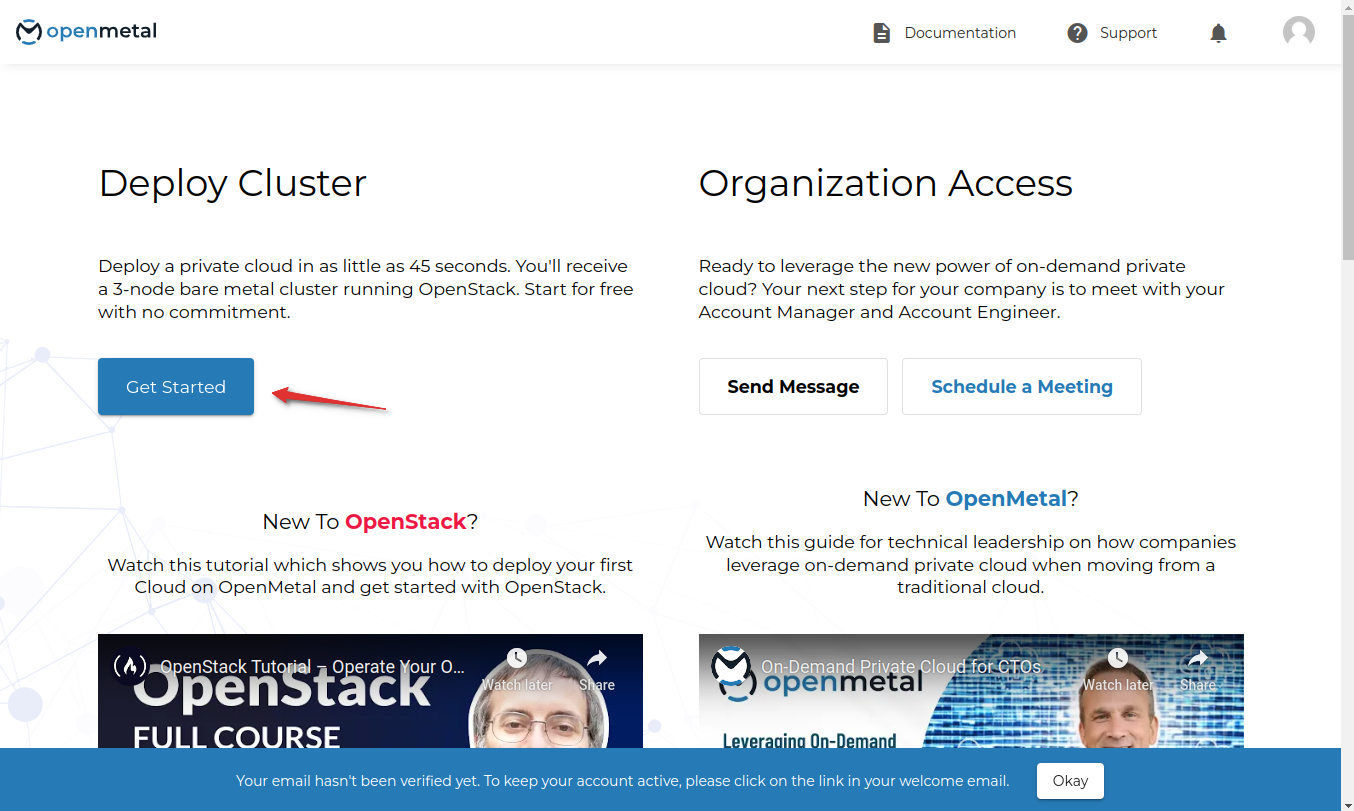 openmetal
Documentation
Support
Deploy Cluster
Deploy a private cloud in as little as 45 seconds. You'll receive
a 3-node bare metal cluster running OpenStack. Start for free
with no commitment.
Get Started
Organization Access
Ready to leverage the new power of on-demand private
cloud? Your next step for your company is to meet with your
Account Manager and Account Engineer.
Send Message
Schedule a Meeting
New To OpenStack?
Watch this tutorial which shows you how to deploy your first
Cloud on OpenMetal and get started with OpenStack.
OpenStack Tutorial – Operate Your O...
Watch later
Share
OpenStack
FULL COURSE
New To OpenMetal?
Watch this guide for technical leadership on how companies
leverage on-demand private cloud when moving from a
traditional cloud.
On-Demand Private Cloud for CTOs
Watch later
Share
openmetal
Leveraging On-Demand
Your email hasn't been verified yet. To keep your account active, please click on the link in your welcome email.
Okay